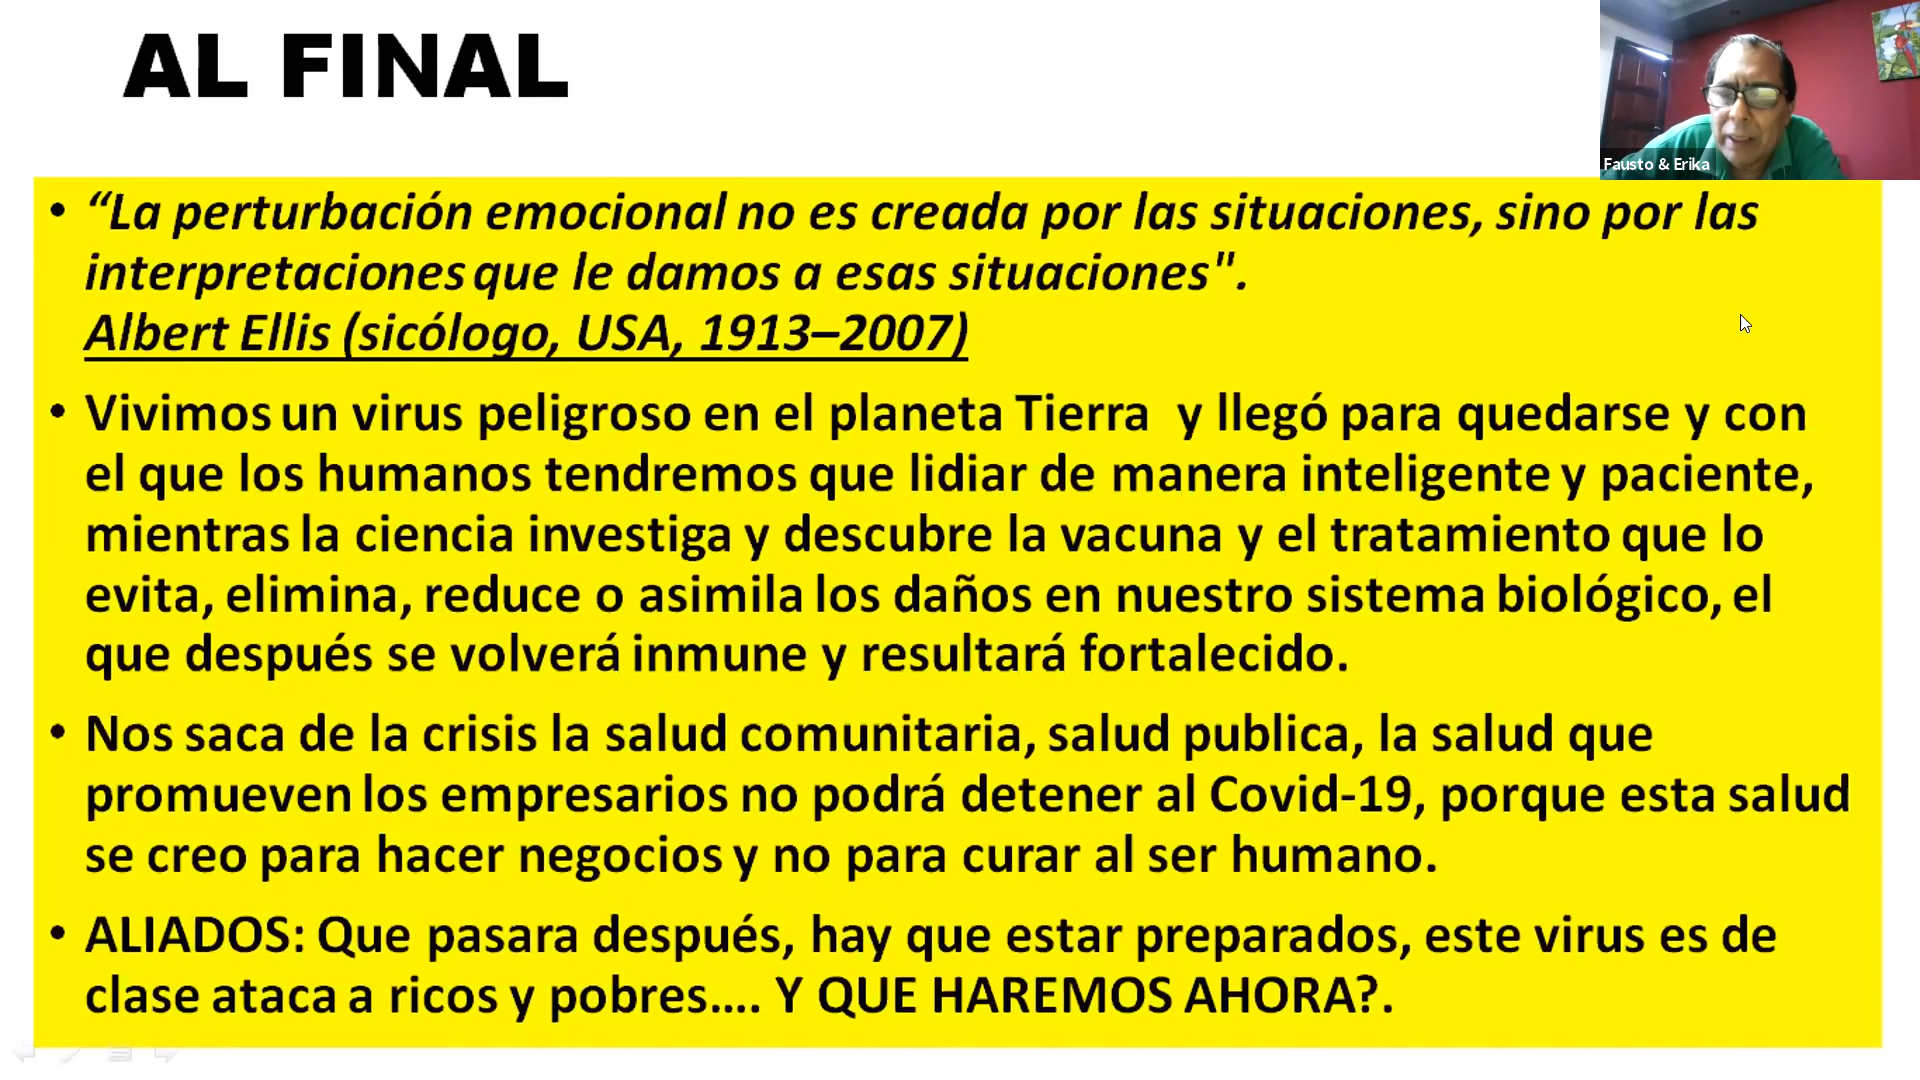 AL FINAL
Fausto & Erika
• “La perturbación emocional no es creada por las situaciones, sino por las
interpretaciones que le damos a esas situaciones".
Albert Ellis (sicólogo, USA, 1913–2007)
• Vivimos un virus peligroso en el planeta Tierra y llegó para quedarse y con
el que los humanos tendremos que lidiar de manera inteligente y paciente,
mientras la ciencia investiga y descubre la vacuna y el tratamiento que lo
evita, elimina, reduce o asimila los daños en nuestro sistema biológico, el
que después se volverá inmune y resultará fortalecido.
• Nos saca de la crisis la salud comunitaria, salud publica, la salud que
promueven los empresarios no podrá detener al Covid-19, porque esta salud
se creo para hacer negocios y no para curar al ser humano.
• ALIADOS: Que pasara después, hay que estar preparados, este virus es de
clase ataca a ricos y pobres…. Y QUE HAREMOS AHORA?.